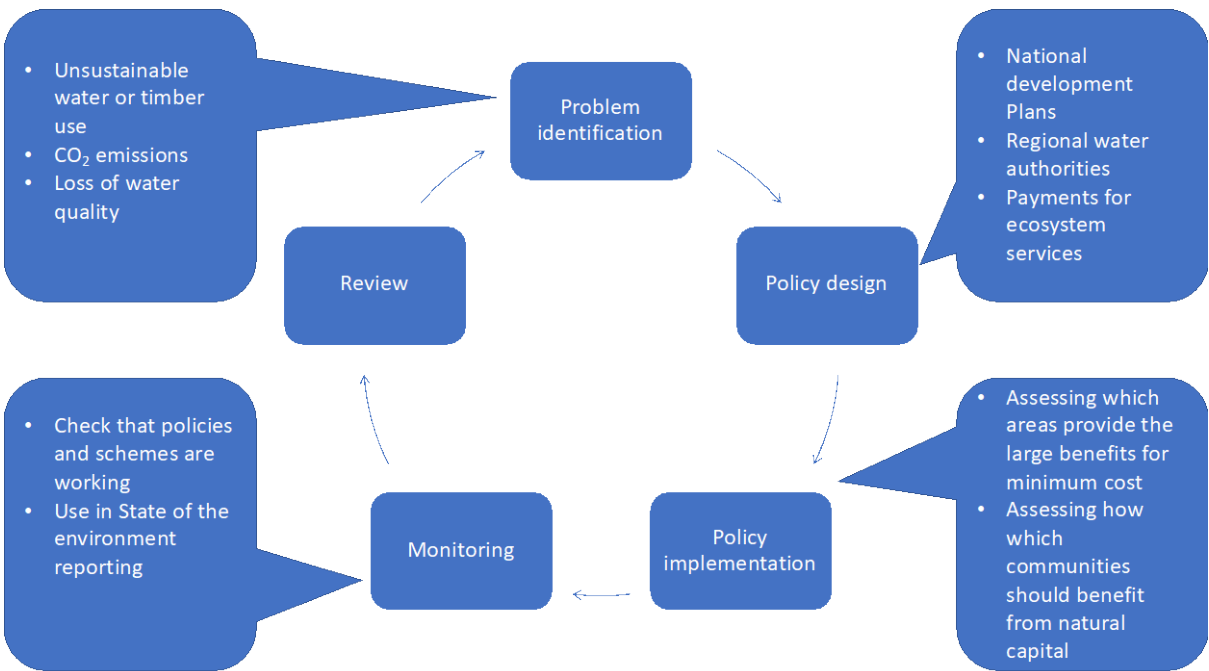 • Unsustainable
water or timber
use
• CO₂ emissions
• Loss of water
quality
Problem
identification
• National
development
Plans
• Regional water
authorities
• Payments for
ecosystem
services
Review
Policy design
• Check that policies
and schemes are
working
• Use in State of the
environment
reporting
Monitoring
Policy
implementation
• Assessing which
areas provide the
large benefits for
minimum cost
• Assessing how
which
communities
should benefit
from natural
capital